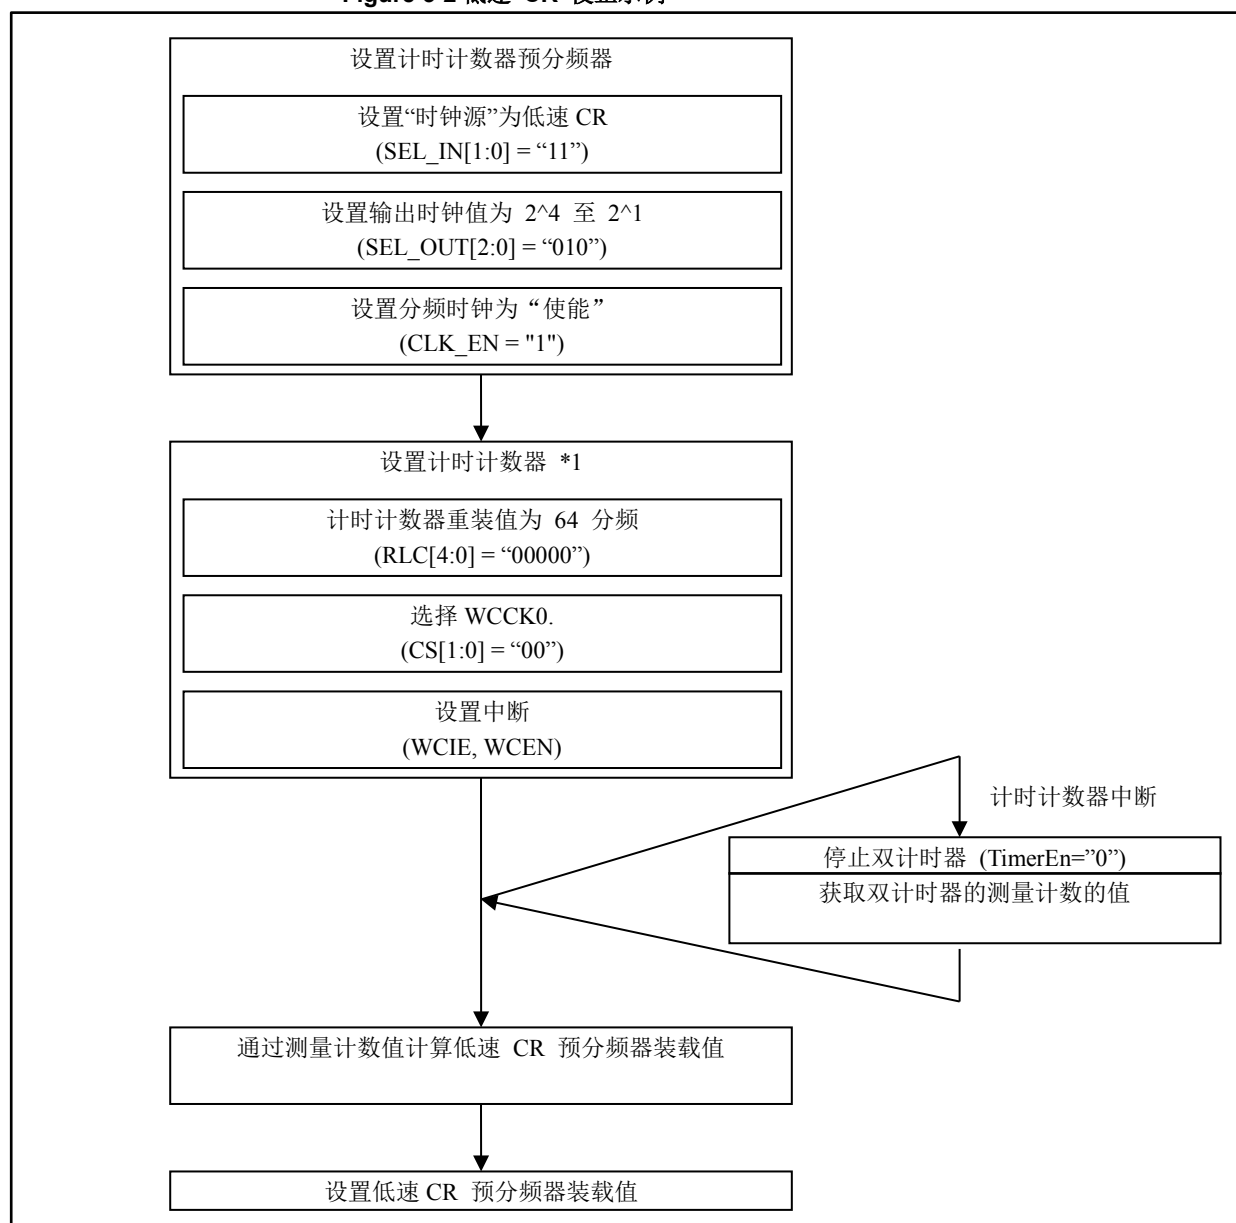 设置计时计数器预分频器
设置“时钟源”为低速 CR
(SEL_IN[1:0] = “11”)
设置输出时钟值为 2^4 至 2^1
(SEL_OUT[2:0] = “010”)
设置分频时钟为“使能”
(CLK_EN = "1")
设置计时计数器 *1
计时计数器重装值为 64 分频
(RLC[4:0] = “00000”)
选择 WCCK0.
(CS[1:0] = “00”)
设置中断
(WCIE, WCEN)
计时计数器中断
停止双计时器 (TimerEn=”0”)
获取双计时器的测量计数的值
通过测量计数值计算低速 CR 预分频器装载值
设置低速 CR 预分频器装载值